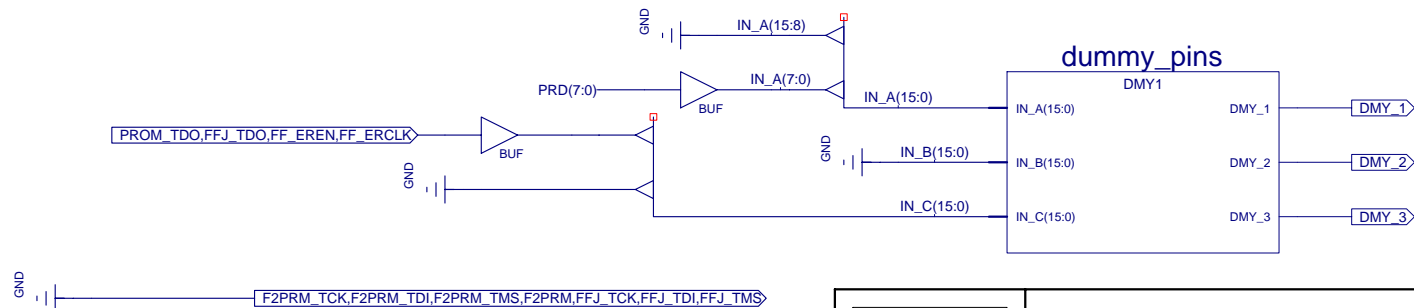 GND
IN_A(15:8)
dummy_pins
DMY1
PRD(7:0)
BUF
IN_A(7:0)
IN_A(15:0)
IN_A(15:0)
DMY_1
DMY_1
PROM_TDO,FFJ_TDO,FF_EREN,FF_ERCLK
BUF
GND
IN_B(15:0)
IN_B(15:0)
DMY_2
DMY_2
GND
IN_C(15:0)
IN_C(15:0)
DMY_3
DMY_3
GND
F2PRM_TCK,F2PRM_TDI,F2PRM_TMS,F2PRM,FFJ_TCK,FFJ_TDI,FFJ_TMS